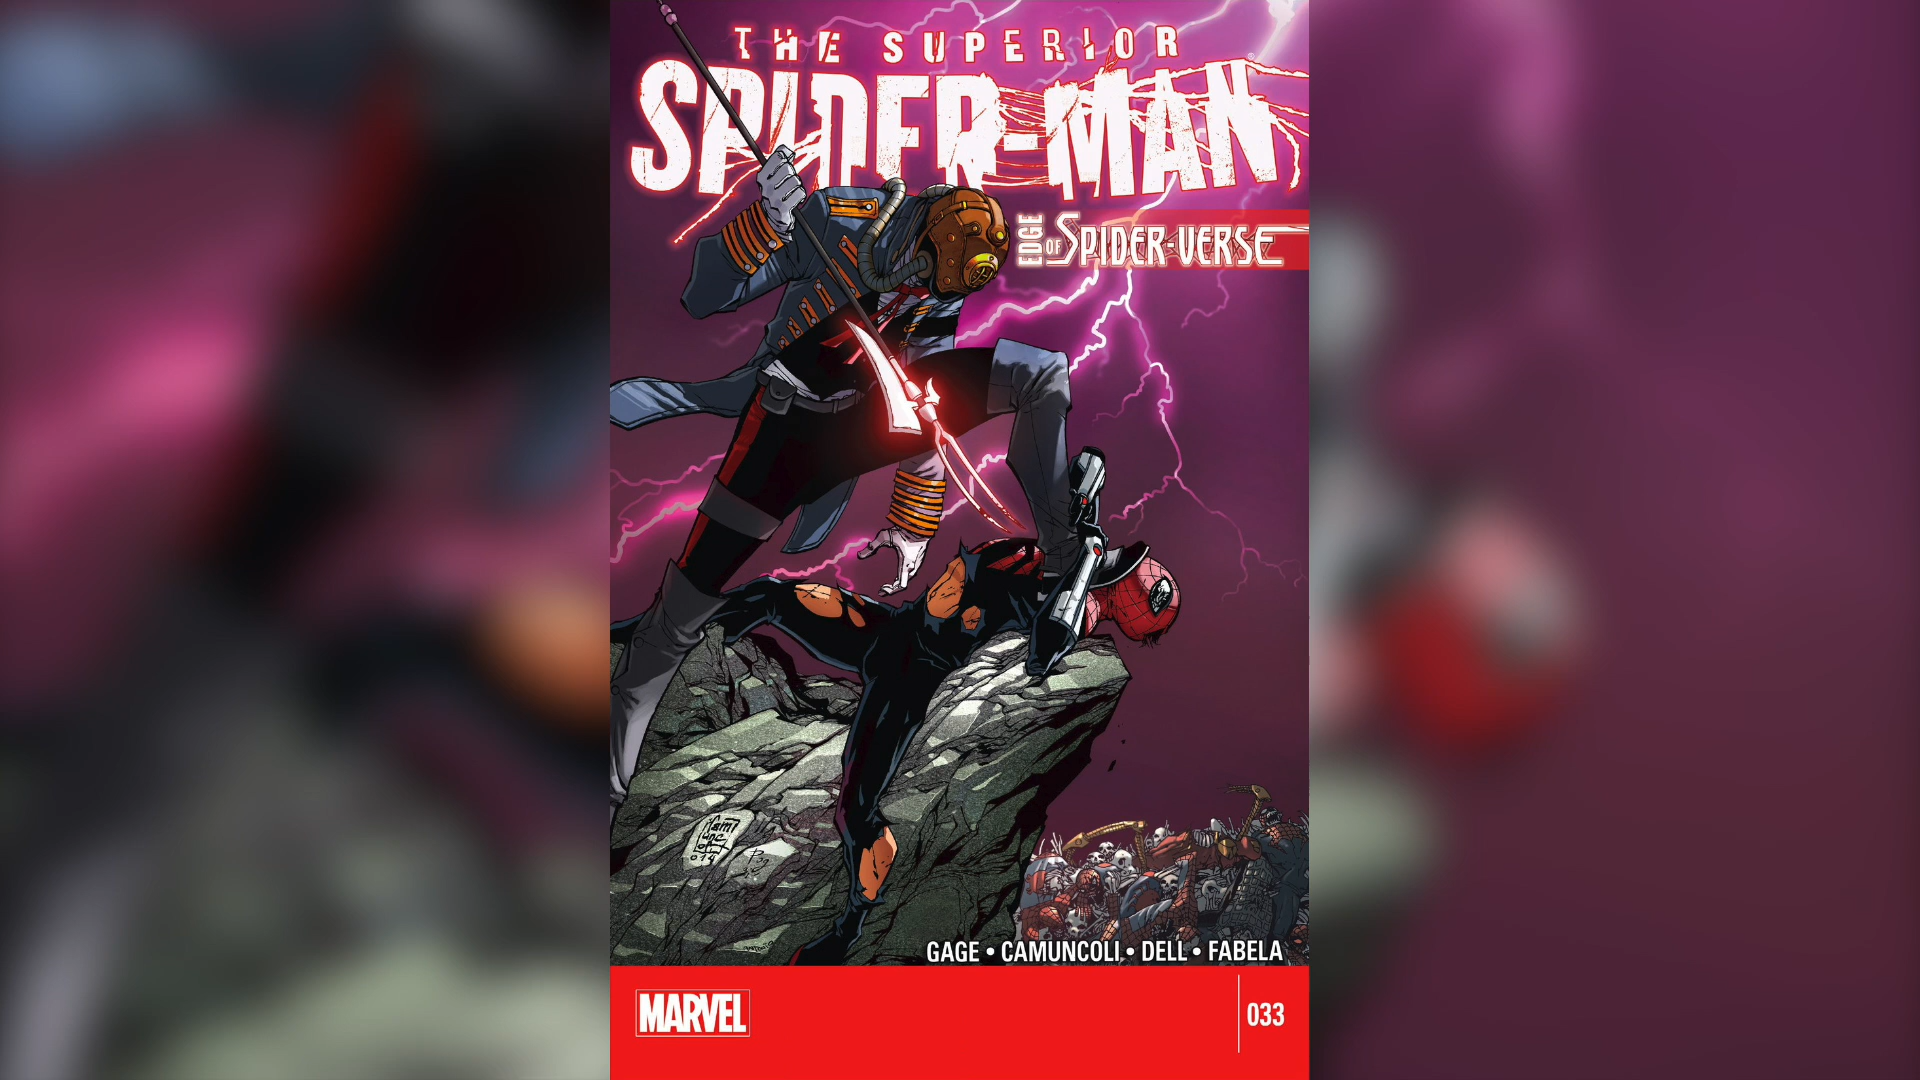 THE SUPERIOR
SPIDER-MAN
EDGE OF SPIDER-VERSE
GAGE • CAMUNCOLI • DELL • FABELA
MARVEL
033